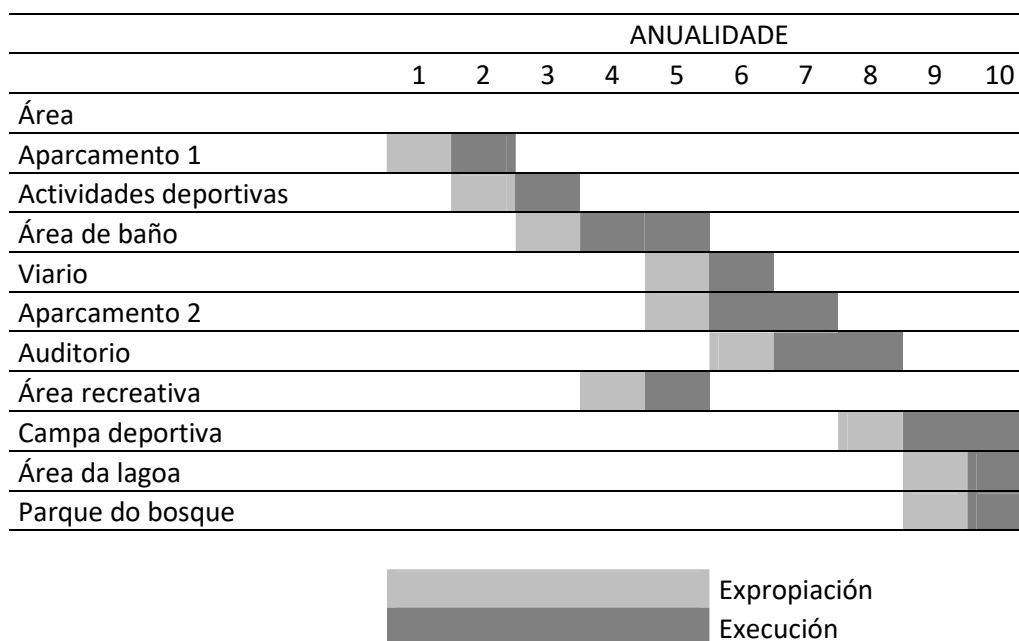 ANUALIDADE
1 2 3 4 5 6 7 8 9 10
Área
Aparcamento 1
Actividades deportivas
Área de baño
Viario
Aparcamento 2
Auditorio
Área recreativa
Campa deportiva
Área da lagoa
Parque do bosque
Expropiación
Execución